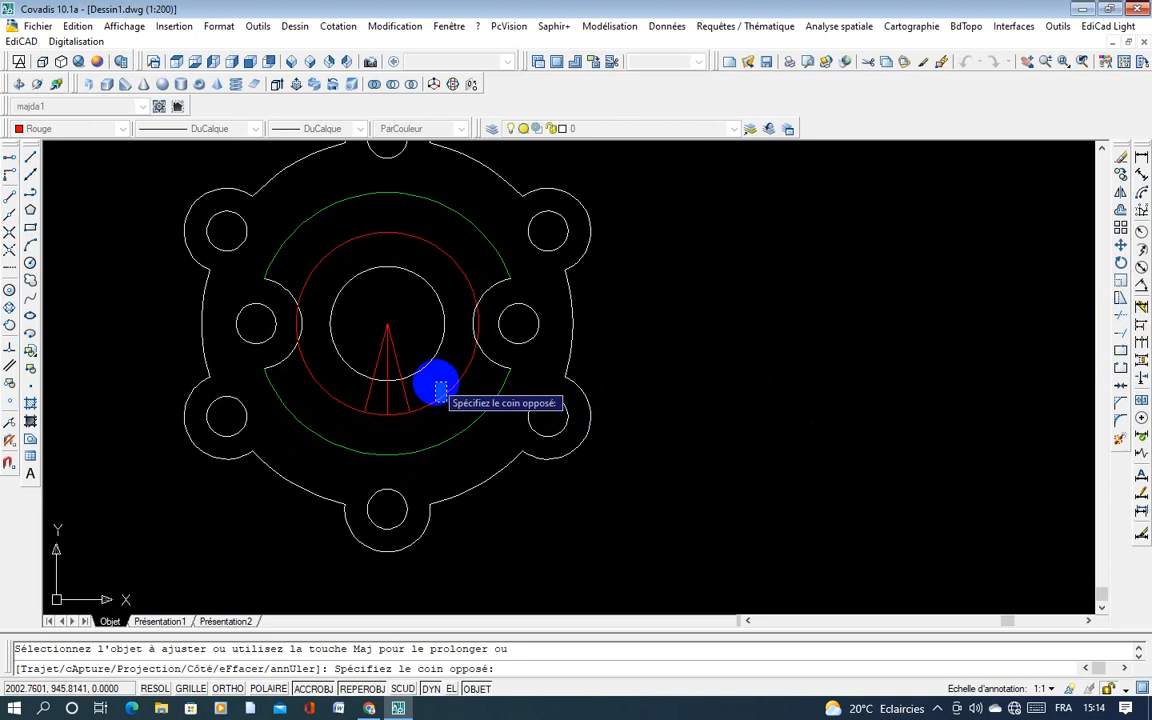 Covadis 10.1a - [Dessin1.dwg (1:200)]
Fichier Edition Affichage Insertion Format Outils Dessin Cotation Modification Fenêtre ? PcVision Saphir+ Modélisation Données Requêtes / Thématique Analyse spatiale Cartographie BdTopo Interfaces Outils EdiCad Light
EdiCAD Digitalisation
majda1
Rouge DuCalque DuCalque ParCouleur 0
Spécifiez le coin opposé:
Y
X
Objet Présentation1 Présentation2
Sélectionnez l'objet à ajuster ou utilisez la touche Maj pour le prolonger ou
[Trajet/cApture/Projection/Côté/eFfacer/annUler]: Spécifiez le coin opposé:
2002.7601, 945.8141, 0.0000 RESOL GRILLE ORTHO POLAIRE ACCROBJ REPEROBJ SCUD DYN EL OBJET Echelle d'annotation: 1:1
20°C Eclaircies FRA 15:14